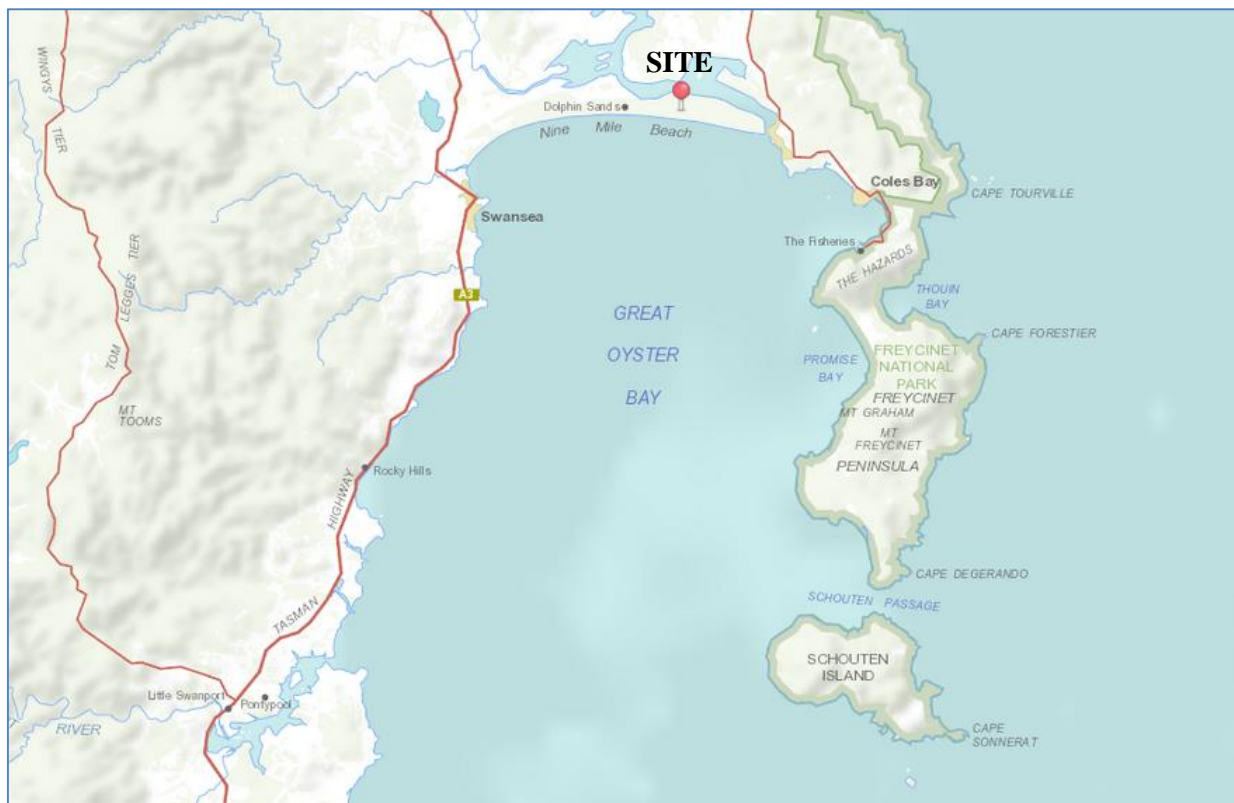 SITE
WINGYS
TIER
Dolphin Sands
Nine Mile Beach
Coles Bay
CAPE TOURVILLE
Swansea
The Fisheries
THE HAZARDS
LEGGES TIER
TOM
A3
THOUIN
BAY
GREAT
OYSTER
BAY
CAPE FORESTIER
PROMISE
BAY
FREYCINET
NATIONAL
PARK
FREYCINET
MT GRAHAM
MT
FREYCINET
PENINSULA
MT
TOOMS
Rocky Hills
HIGHWAY
TASMAN
CAPE DEGERANDO
SCHOUTEN PASSAGE
SCHOUTEN
ISLAND
Little Swanport
Pontypool
RIVER
CAPE
SONNERAT